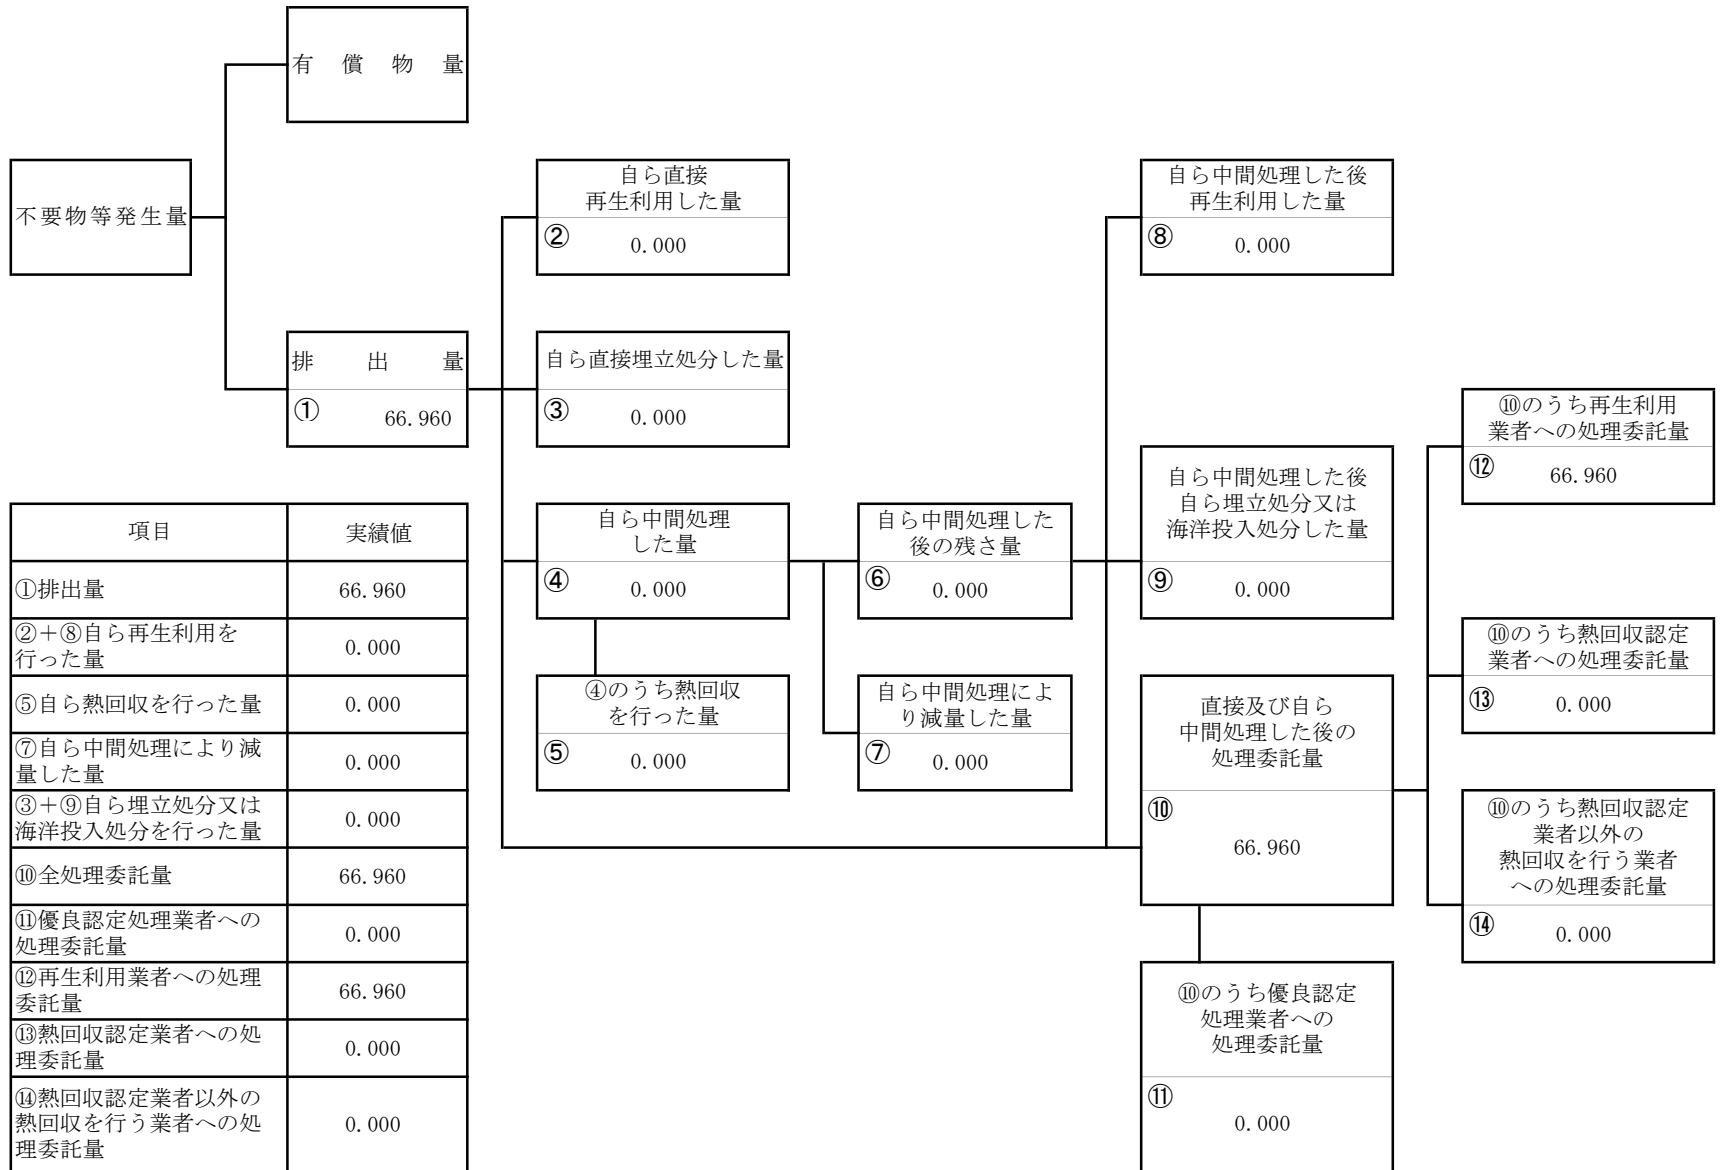 有償物量
不要物等発生量
排出量
① 66.960
自ら直接
再生利用した量
② 0.000
自ら直接埋立処分した量
③ 0.000
自ら中間処理
した量
④ 0.000
④のうち熱回収
を行った量
⑤ 0.000
自ら中間処理した
後の残さ量
⑥ 0.000
自ら中間処理によ
り減量した量
⑦ 0.000
自ら中間処理した後
再生利用した量
⑧ 0.000
自ら中間処理した後
自ら埋立処分又は
海洋投入処分した量
⑨ 0.000
直接及び自ら
中間処理した後の
処理委託量
⑩
66.960
⑩のうち優良認定
処理業者への
処理委託量
⑪
0.000
⑩のうち再生利用
業者への処理委託量
⑫ 66.960
⑩のうち熱回収認定
業者への処理委託量
⑬ 0.000
⑩のうち熱回収認定
業者以外の
熱回収を行う業者
への処理委託量
⑭ 0.000
項目 実績値
①排出量 66.960
②＋⑧自ら再生利用を
行った量 0.000
⑤自ら熱回収を行った量 0.000
⑦自ら中間処理により減
量した量 0.000
③＋⑨自ら埋立処分又は
海洋投入処分を行った量 0.000
⑩全処理委託量 66.960
⑪優良認定処理業者への
処理委託量 0.000
⑫再生利用業者への処理
委託量 66.960
⑬熱回収認定業者への処
理委託量 0.000
⑭熱回収認定業者以外の
熱回収を行う業者への処
理委託量 0.000